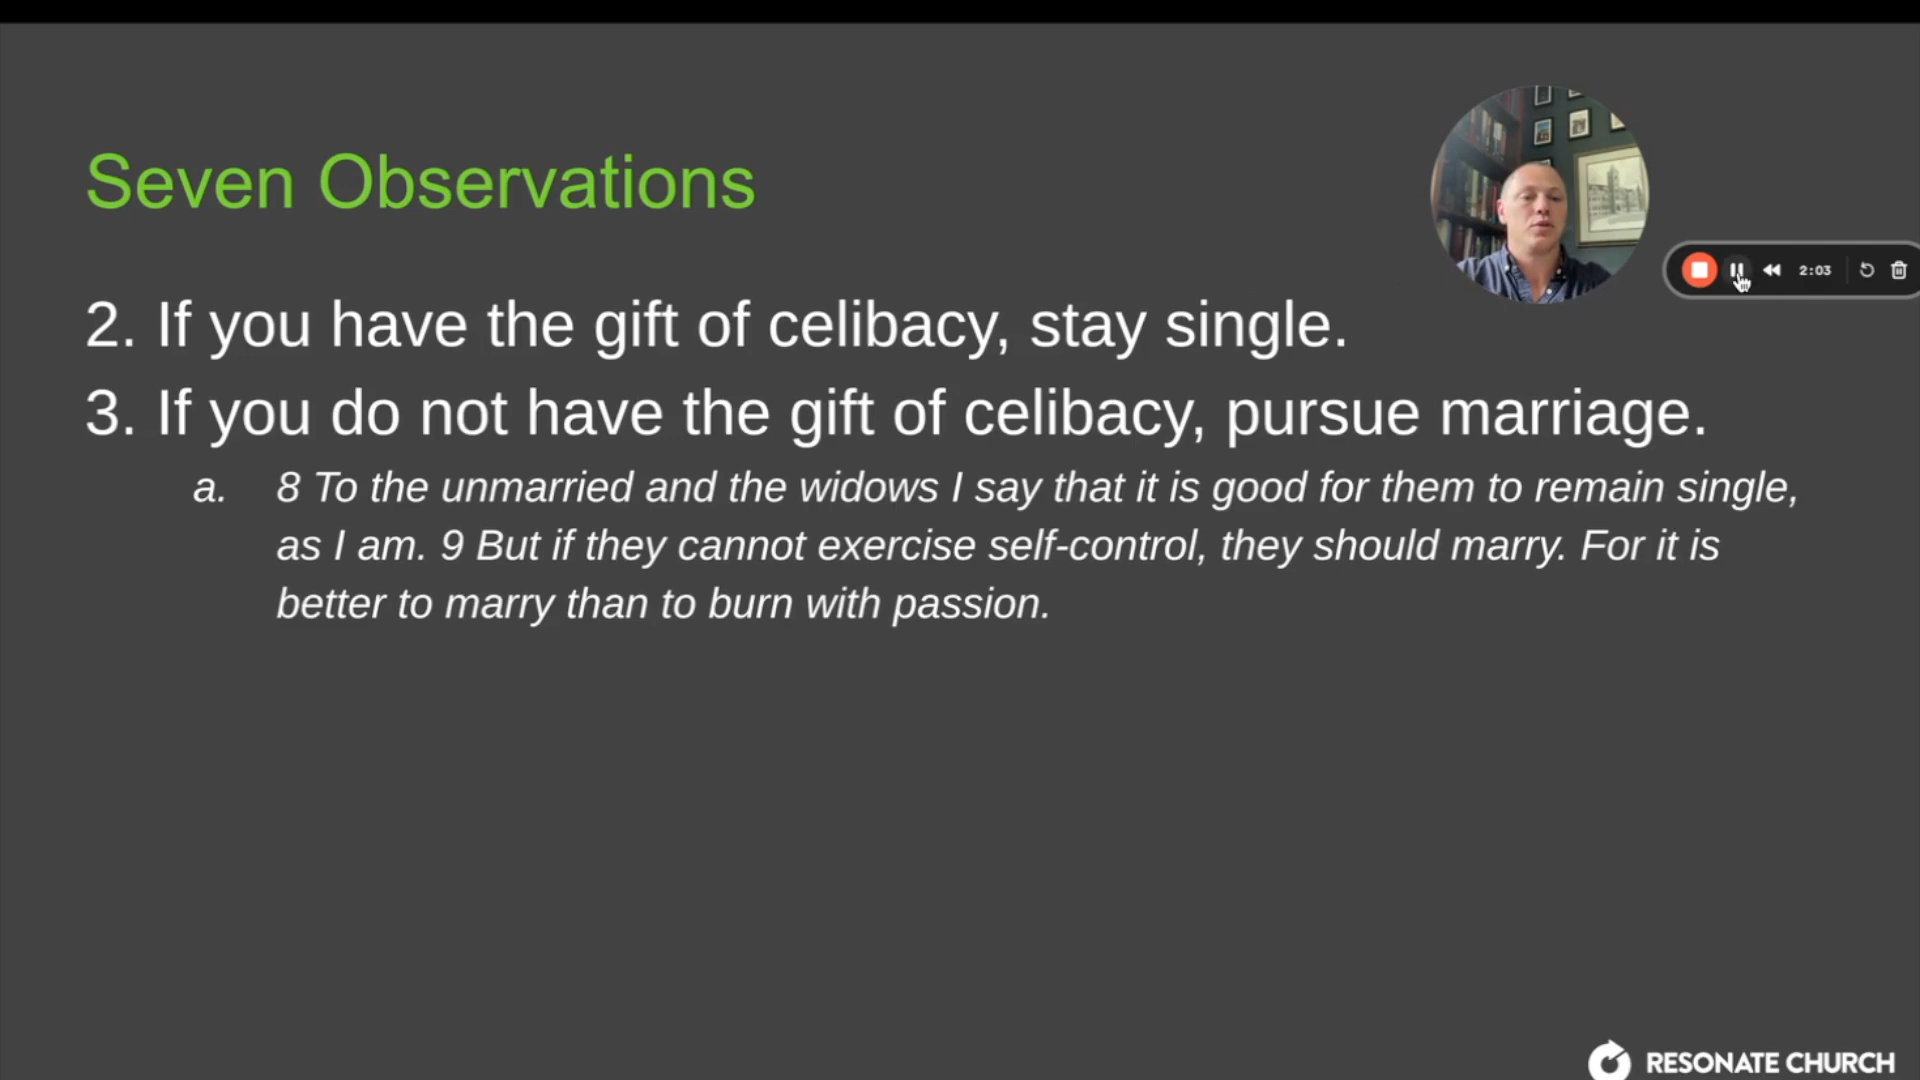 Seven Observations
2:03
2. If you have the gift of celibacy, stay single.
3. If you do not have the gift of celibacy, pursue marriage.
a. 8 To the unmarried and the widows I say that it is good for them to remain single,
as I am. 9 But if they cannot exercise self-control, they should marry. For it is
better to marry than to burn with passion.
RESONATE CHURCH